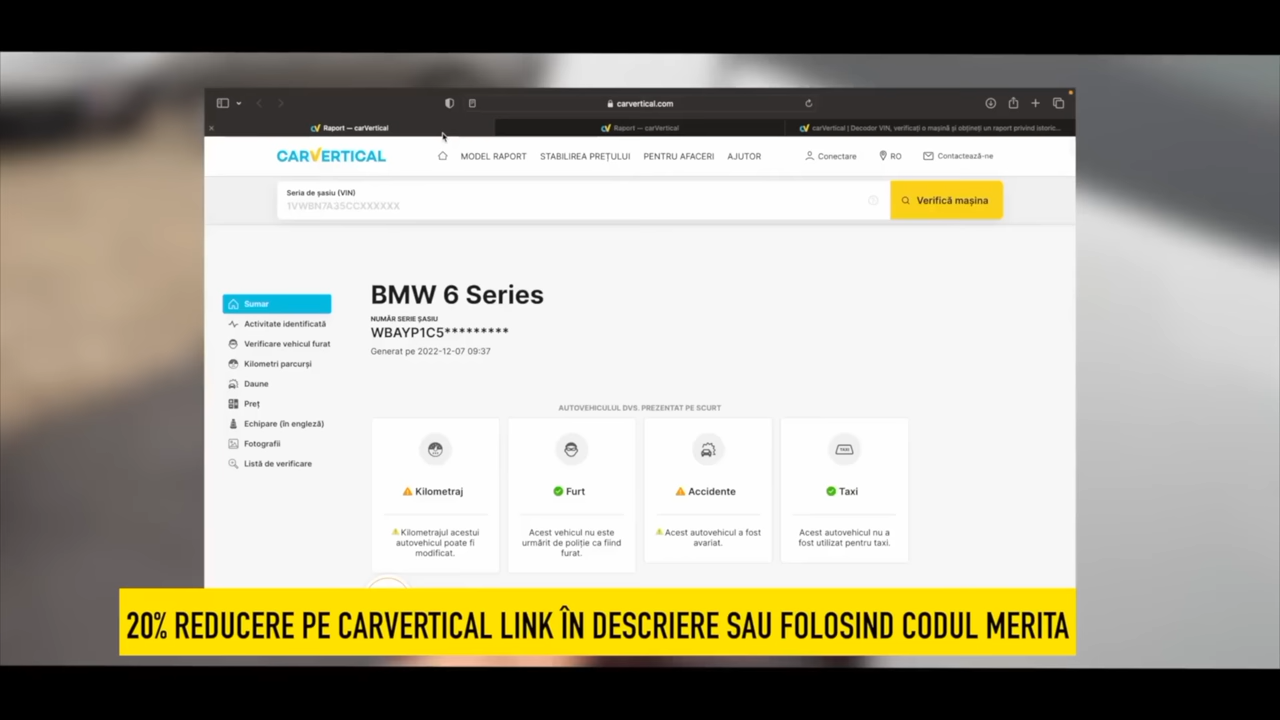 carvertical.com
Raport — carVertical
Raport — carVertical
carVertical | Decodor VIN, verificați o mașină și obțineți un raport privind istoric...
CARVERTICAL
MODEL RAPORT
STABILIREA PREȚULUI
PENTRU AFACERI
AJUTOR
Conectare
RO
Contactează-ne
Seria de șasiu (VIN)
1VWBN7A35CCXXXXXX
Verifică mașina
Sumar
Activitate identificată
Verificare vehicul furat
Kilometri parcurși
Daune
Preț
Echipare (în engleză)
Fotografii
Listă de verificare
BMW 6 Series
NUMĂR SERIE ȘASIU
WBAYP1C5*********
Generat pe 2022-12-07 09:37
AUTOVEHICULUL DVS. PREZENTAT PE SCURT
Kilometraj
Kilometrajul acestui
autovehicul poate fi
modificat.
Furt
Acest vehicul nu este
urmărit de poliție ca fiind
furat.
Accidente
Acest autovehicul a fost
avariat.
TAXI
Taxi
Acest autovehicul nu a
fost utilizat pentru taxi.
20% REDUCERE PE CARVERTICAL LINK ÎN DESCRIERE SAU FOLOSIND CODUL MERITA